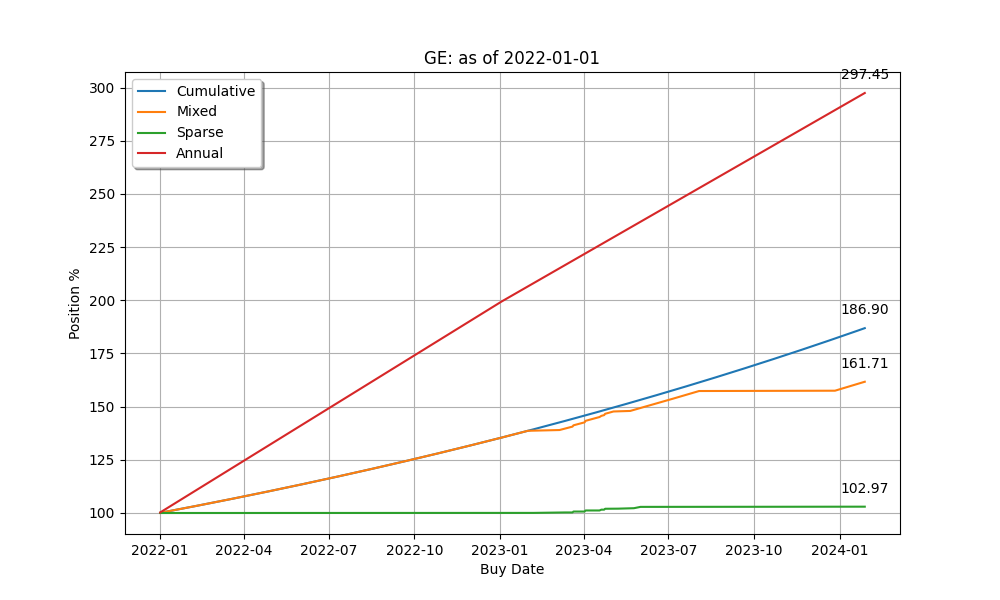 GE: as of 2022-01-01
Cumulative
Mixed
Sparse
Annual
297.45
186.90
161.71
102.97
Position %
300
275
250
225
200
175
150
125
100
2022-01 2022-04 2022-07 2022-10 2023-01 2023-04 2023-07 2023-10 2024-01
Buy Date